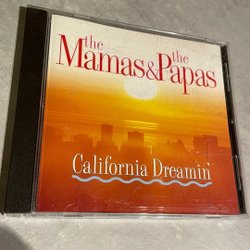 the the
Mamas & Papas
California Dreamin'